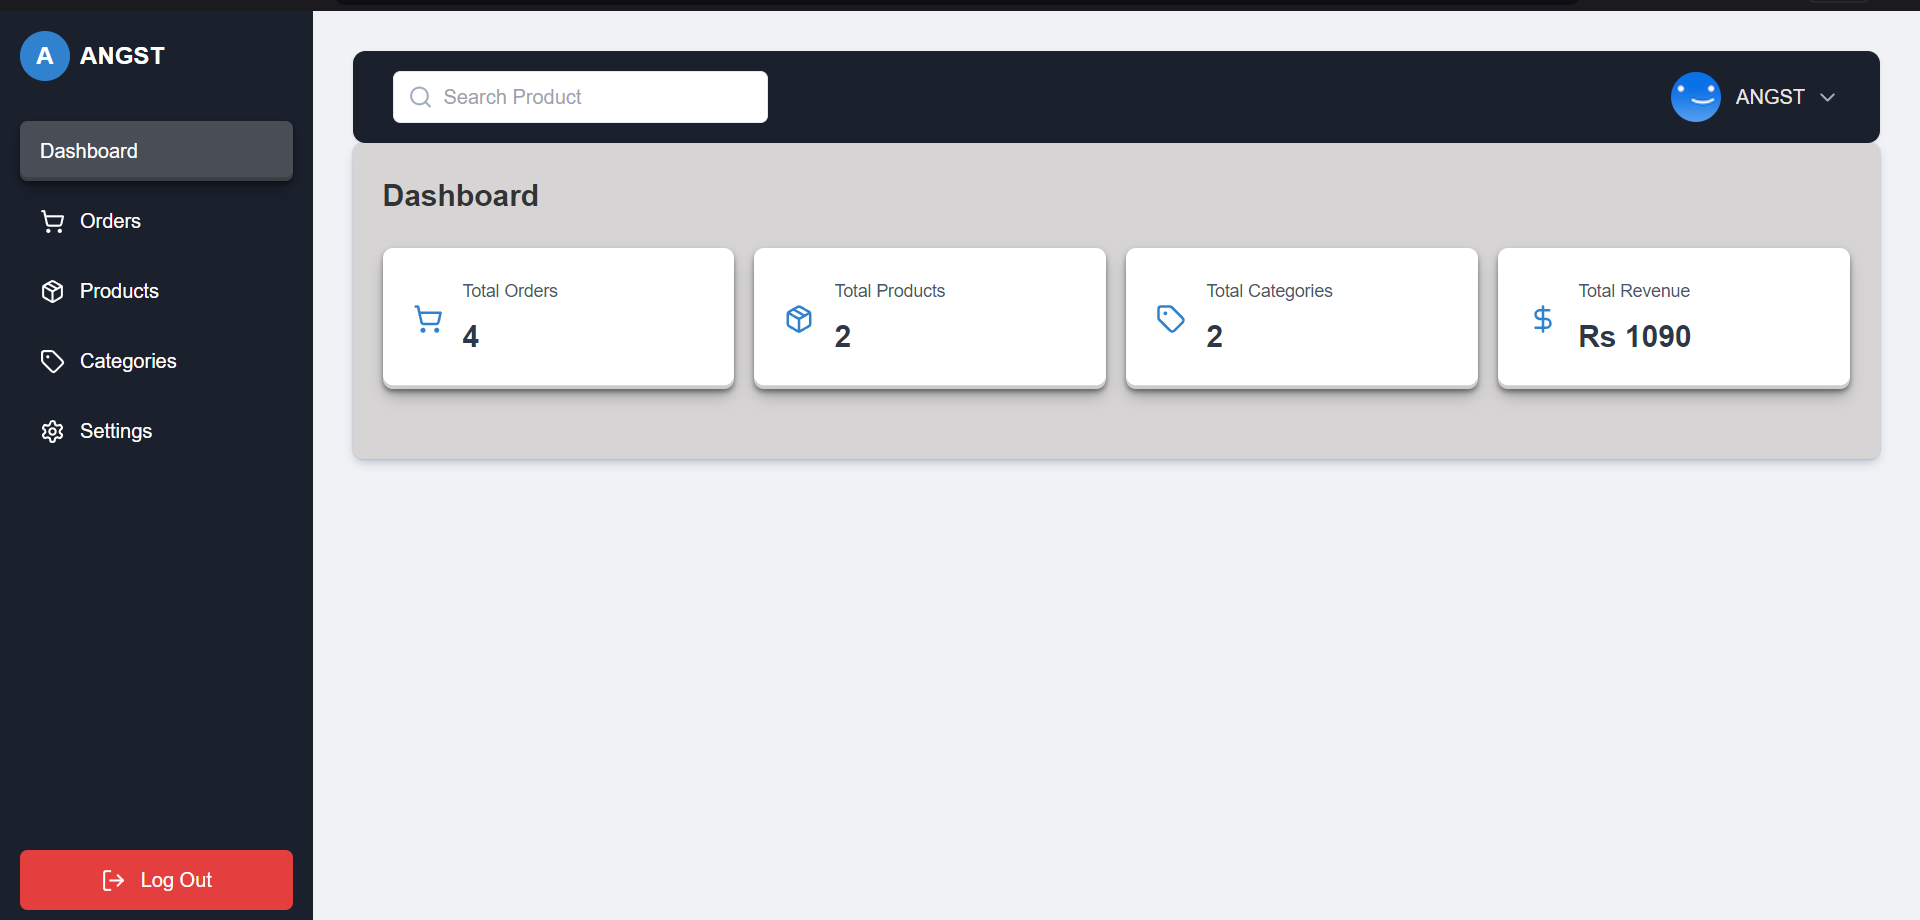 A ANGST
Dashboard
Orders
Products
Categories
Settings
Log Out
Search Product
ANGST
Dashboard
Total Orders
4
Total Products
2
Total Categories
2
Total Revenue
Rs 1090